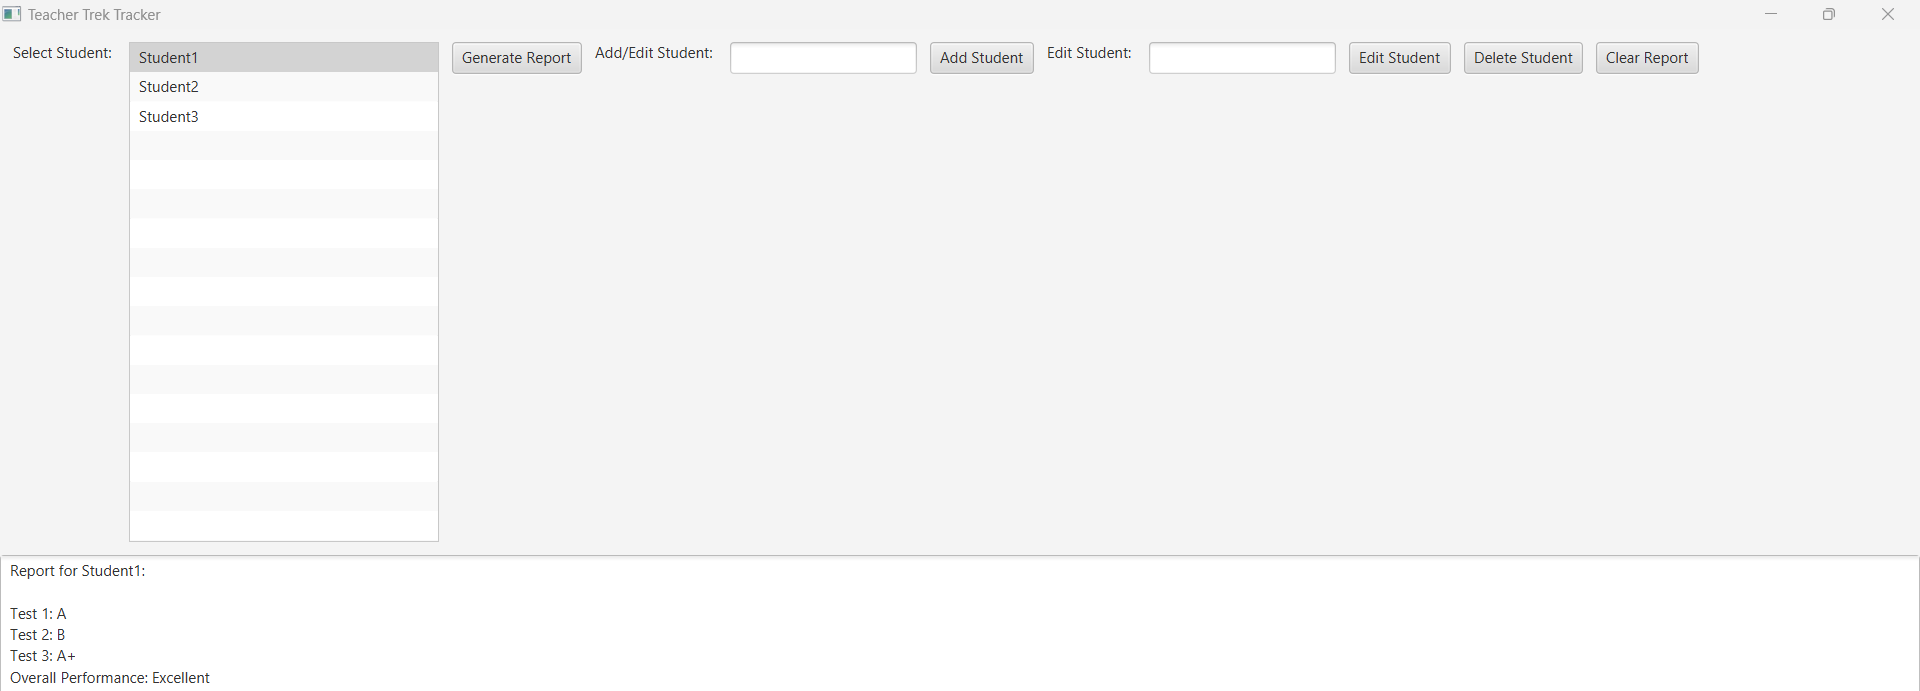 Teacher Trek Tracker
Select Student:
Student1
Student2
Student3
Generate Report
Add/Edit Student:
Add Student
Edit Student:
Edit Student
Delete Student
Clear Report
Report for Student1:
Test 1: A
Test 2: B
Test 3: A+
Overall Performance: Excellent